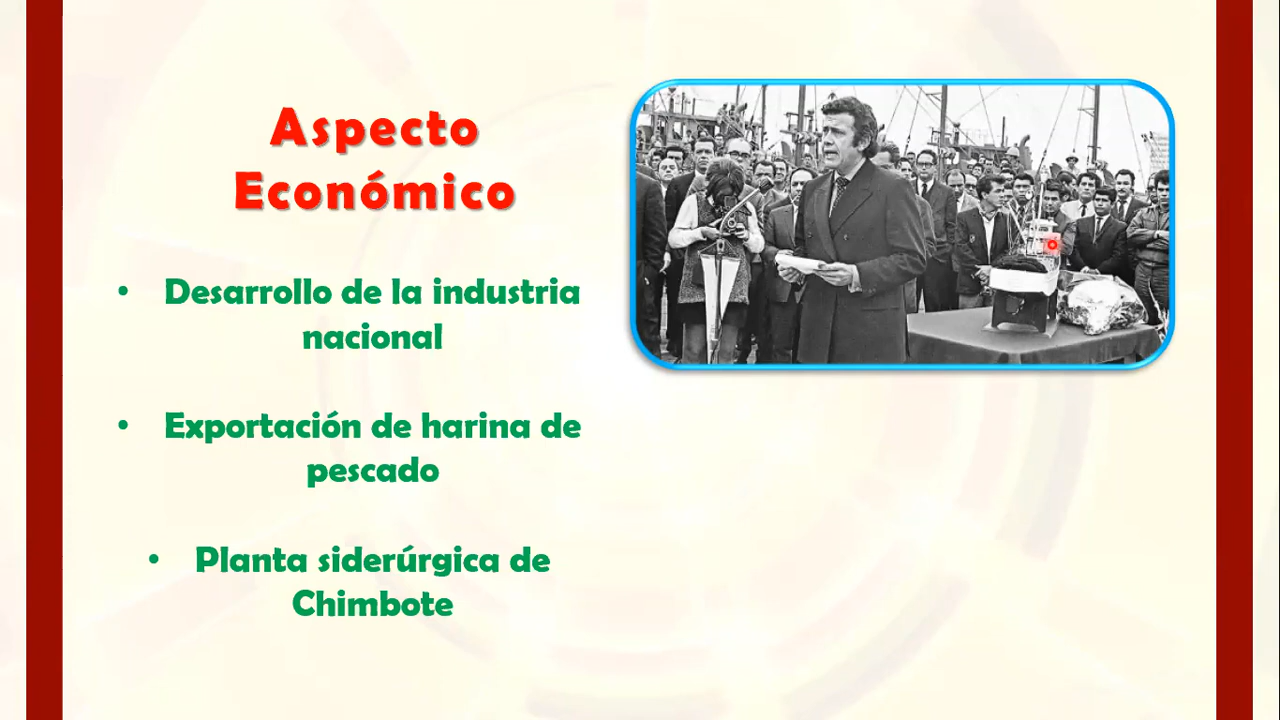 Aspecto
Económico
• Desarrollo de la industria
nacional
• Exportación de harina de
pescado
• Planta siderúrgica de
Chimbote